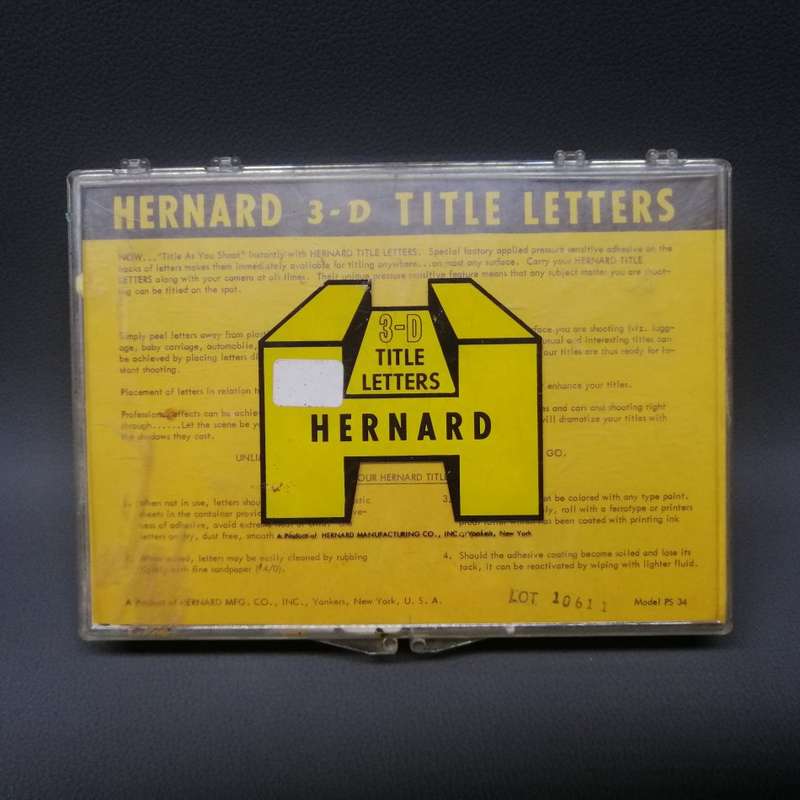 HERNARD 3-D TITLE LETTERS
NOW..."Title As You Shoot" Instantly with HERNARD TITLE LETTERS. Special factory applied pressure sensitive adhesive on the
backs of letters makes them immediately available for titling anywhere...on most any surface. Carry your HERNARD TITLE
LETTERS along with your camera at all times. Their unique pressure sensitive feature means that any subject matter you are shoot-
ing can be titled on the spot.
Simply peel letters away from face you are shooting (viz. lugg-
age, baby carriage, automobile, usual and interesting titles can
be achieved by placing letters our titles are thus ready for in-
stant shooting.
Placement of letters in relation enhance your titles.
Professional effects can be and cars and shooting right
through......Let the scene be will dramatize your titles with
the shadows they cast.
GO.
OUR HERNARD TITLE
3-D
TITLE
LETTERS
HERNARD
A Product of HERNARD MANUFACTURING CO., INC., Yonkers, New York
1. When not in use, letters
sheets in the container
ness of adhesive, avoid
letters on dry, dust free, smooth
letters may be easily cleaned by rubbing
with fine sandpaper (4/0).
3. can be colored with any type paint.
roll with a ferrotype or printers
has been coated with printing ink
4. Should the adhesive coating become soiled and lose its
tack, it can be reactivated by wiping with lighter fluid.
A Product of HERNARD MFG. CO., INC., Yonkers, New York, U. S. A.
LOT 10611
Model PS 34